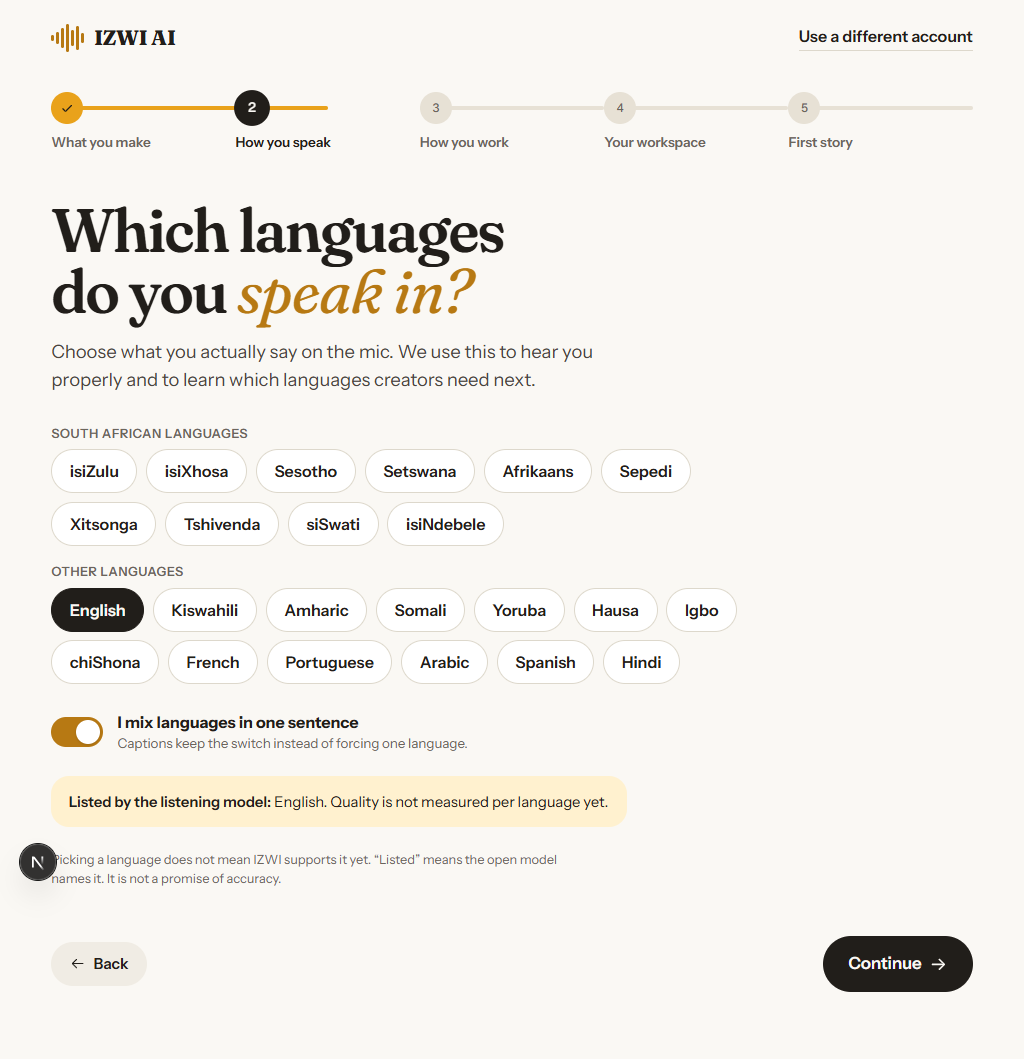 IZWI AI
Use a different account
2
3
4
5
What you make
How you speak
How you work
Your workspace
First story
Which languages
do you speak in?
Choose what you actually say on the mic. We use this to hear you
properly and to learn which languages creators need next.
SOUTH AFRICAN LANGUAGES
isiZulu
isiXhosa
Sesotho
Setswana
Afrikaans
Sepedi
Xitsonga
Tshivenda
siSwati
isiNdebele
OTHER LANGUAGES
English
Kiswahili
Amharic
Somali
Yoruba
Hausa
Igbo
chiShona
French
Portuguese
Arabic
Spanish
Hindi
I mix languages in one sentence
Captions keep the switch instead of forcing one language.
Listed by the listening model: English. Quality is not measured per language yet.
N
Picking a language does not mean IZWI supports it yet. “Listed” means the open model
names it. It is not a promise of accuracy.
← Back
Continue →